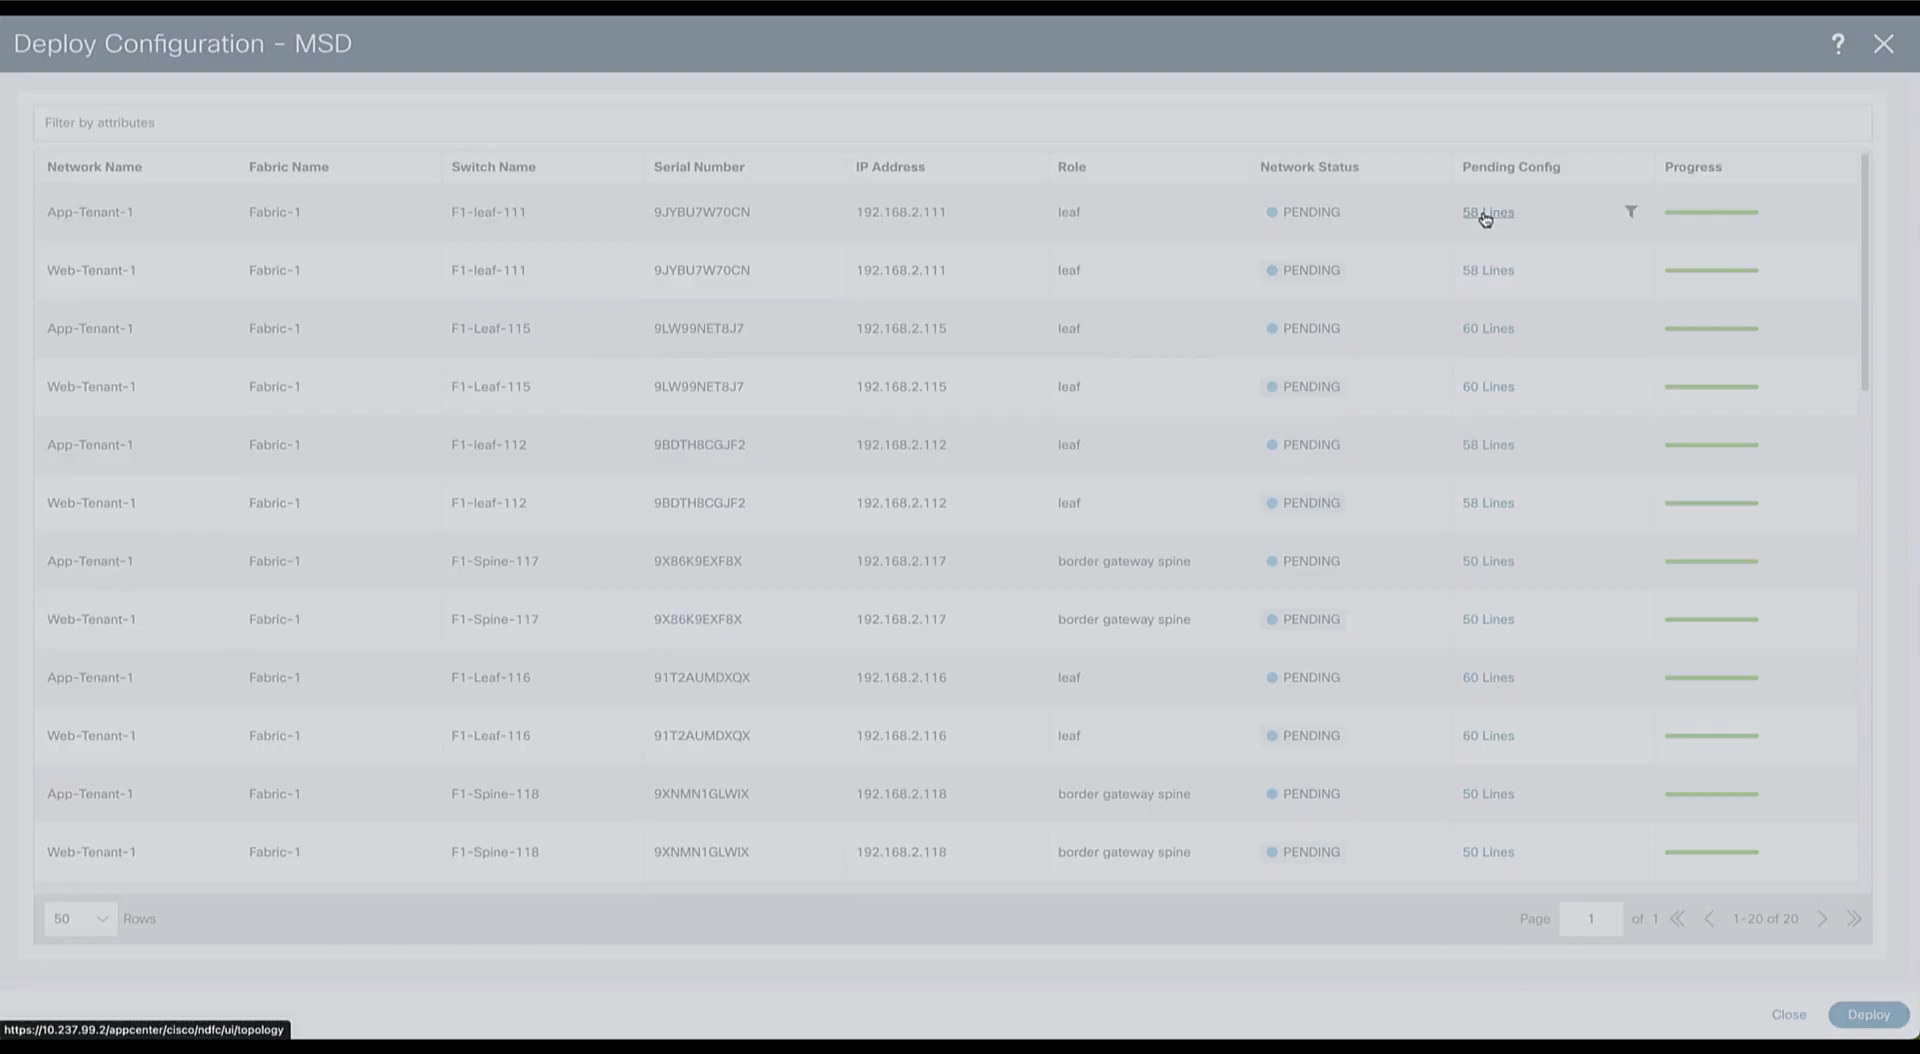 Deploy Configuration - MSD
?
Filter by attributes
Network Name Fabric Name Switch Name Serial Number IP Address Role Network Status Pending Config Progress
App-Tenant-1 Fabric-1 F1-leaf-111 9JYBU7W70CN 192.168.2.111 leaf PENDING 58 Lines
Web-Tenant-1 Fabric-1 F1-leaf-111 9JYBU7W70CN 192.168.2.111 leaf PENDING 58 Lines
App-Tenant-1 Fabric-1 F1-Leaf-115 9LW99NET8J7 192.168.2.115 leaf PENDING 60 Lines
Web-Tenant-1 Fabric-1 F1-Leaf-115 9LW99NET8J7 192.168.2.115 leaf PENDING 60 Lines
App-Tenant-1 Fabric-1 F1-leaf-112 9BDTH8CGJF2 192.168.2.112 leaf PENDING 58 Lines
Web-Tenant-1 Fabric-1 F1-leaf-112 9BDTH8CGJF2 192.168.2.112 leaf PENDING 58 Lines
App-Tenant-1 Fabric-1 F1-Spine-117 9X86K9EXF8X 192.168.2.117 border gateway spine PENDING 50 Lines
Web-Tenant-1 Fabric-1 F1-Spine-117 9X86K9EXF8X 192.168.2.117 border gateway spine PENDING 50 Lines
App-Tenant-1 Fabric-1 F1-Leaf-116 91T2AUMDXQX 192.168.2.116 leaf PENDING 60 Lines
Web-Tenant-1 Fabric-1 F1-Leaf-116 91T2AUMDXQX 192.168.2.116 leaf PENDING 60 Lines
App-Tenant-1 Fabric-1 F1-Spine-118 9XNMN1GLWIX 192.168.2.118 border gateway spine PENDING 50 Lines
Web-Tenant-1 Fabric-1 F1-Spine-118 9XNMN1GLWIX 192.168.2.118 border gateway spine PENDING 50 Lines
50 Rows Page 1 of 1 1-20 of 20
Close Deploy
https://10.237.99.2/appcenter/cisco/ndfc/ui/topology